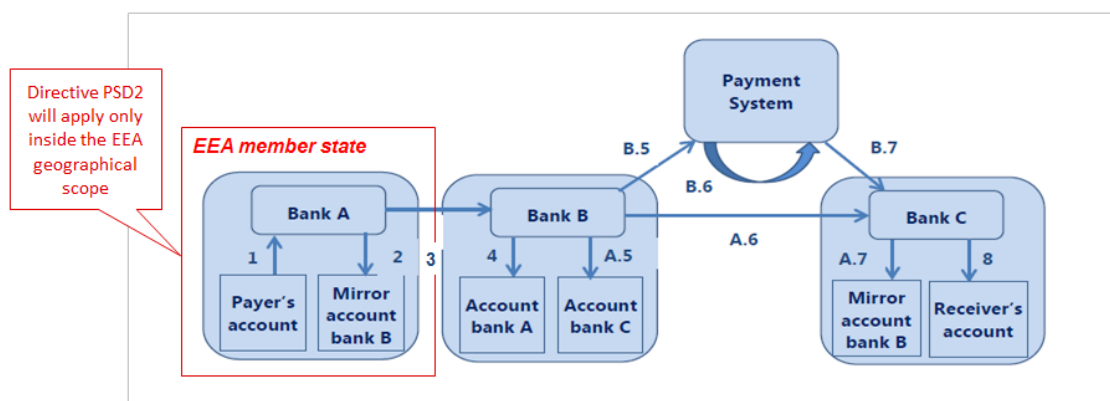 Directive PSD2
will apply only
inside the EEA
geographical
scope
EEA member state
Payment
System
B.5
B.6
B.7
Bank A
Bank B
Bank C
1
2
3
4
A.5
A.6
A.7
8
Payer's
account
Mirror
account
bank B
Account
bank A
Account
bank C
Mirror
account
bank B
Receiver's
account